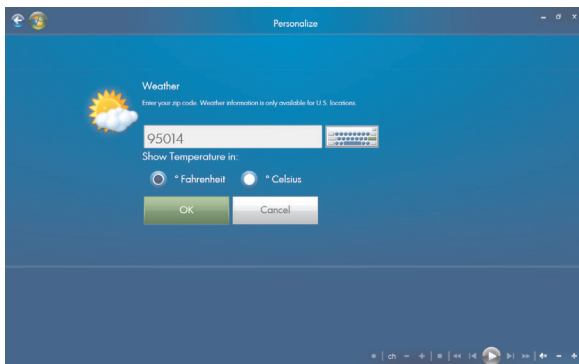 Personalize
Weather
Enter your zip code. Weather information is only available for U.S. locations.
95014
Show Temperature in:
° Fahrenheit ° Celsius
OK Cancel
ch - +